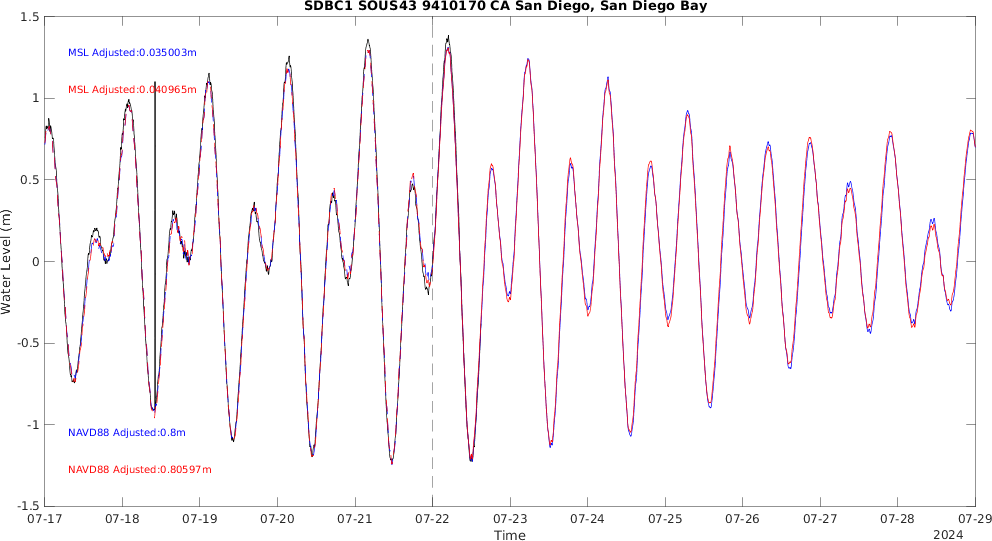 SDBC1 SOUS43 9410170 CA San Diego, San Diego Bay
Water Level (m)
1.5
1
0.5
0
-0.5
-1
-1.5
MSL Adjusted:0.035003m
MSL Adjusted:0.040965m
NAVD88 Adjusted:0.8m
NAVD88 Adjusted:0.80597m
07-17 07-18 07-19 07-20 07-21 07-22 07-23 07-24 07-25 07-26 07-27 07-28 07-29
Time
2024